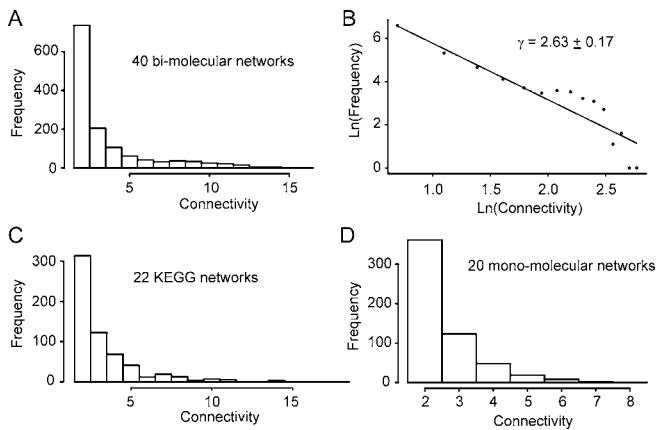 A
40 bi-molecular networks
Frequency
600
400
200
0
5
10
15
Connectivity
B
γ = 2.63 ± 0.17
Ln(Frequency)
6
4
2
0
1.0
1.5
2.0
2.5
Ln(Connectivity)
C
22 KEGG networks
Frequency
300
200
100
0
5
10
15
Connectivity
D
20 mono-molecular networks
Frequency
300
200
100
0
2
3
4
5
6
7
8
Connectivity